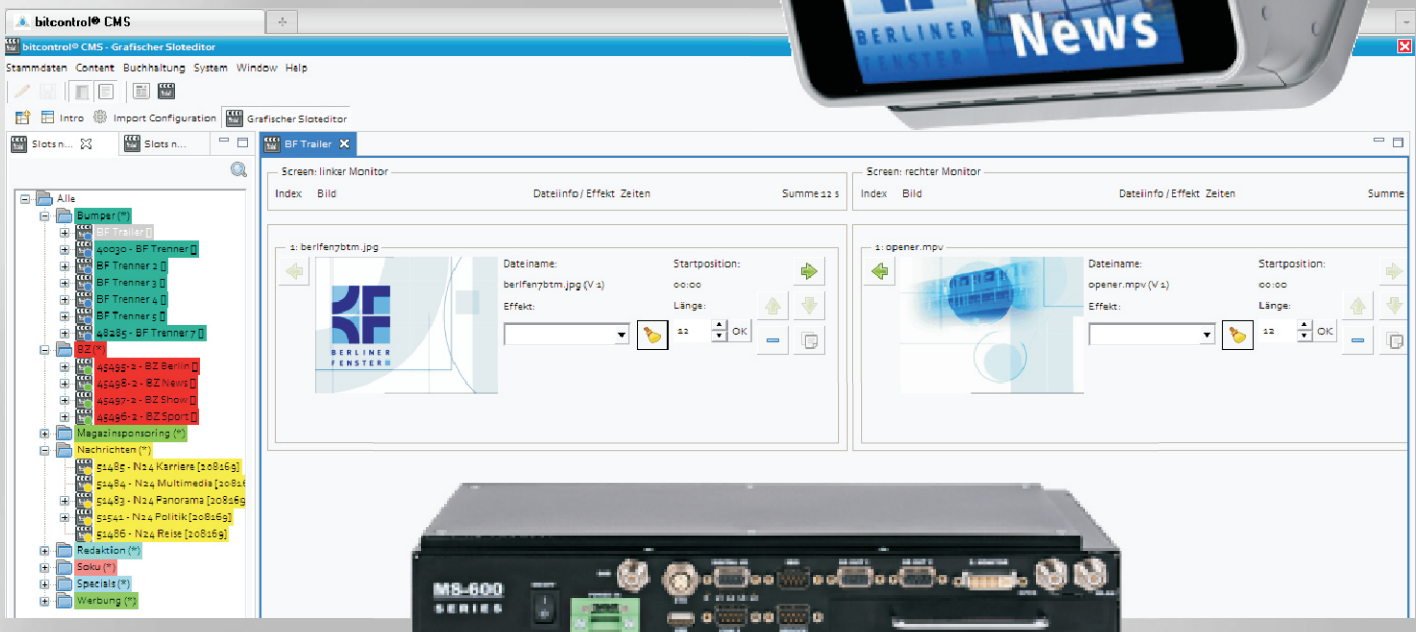 BERLINER
FENSTER
News
bitcontrol® CMS
bitcontrol® CMS - Grafischer Sloteditor
Stammdaten Content Buchhaltung System Window Help
Intro Import Configuration Grafischer Sloteditor
Slots n... Slots n...
BF Trailer
Alle
Bumper (*)
BF Trailer []
40030 - BF Trenner []
BF Trenner 2 []
BF Trenner 3 []
BF Trenner 4 []
BF Trenner 5 []
48285 - BF Trenner 7 []
BZ (*)
45495-2 - BZ Berlin []
45498-2 - BZ News []
45497-2 - BZ Show []
45496-2 - BZ Sport []
Magazinsponsoring (*)
Nachrichten (*)
51485 - N24 Karriere [208169]
51484 - N24 Multimedia [20816
51483 - N24 Panorama [208169
51541 - N24 Politik [208169]
51486 - N24 Reise [208169]
Redaktion (*)
Soku (*)
Specials (*)
Werbung (*)
Screen: linker Monitor
Index Bild Dateiinfo / Effekt Zeiten Summe 12 s
1: berlfen7btm.jpg
BERLINER
FENSTER
Dateiname:
berlfen7btm.jpg (V 1)
Effekt:
Startposition:
00:00
Länge:
12 OK
Screen: rechter Monitor
Index Bild Dateiinfo / Effekt Zeiten Summe
1: opener.mpv
Dateiname:
opener.mpv (V 1)
Effekt:
Startposition:
00:00
Länge:
12 OK
MS-600
SERIES